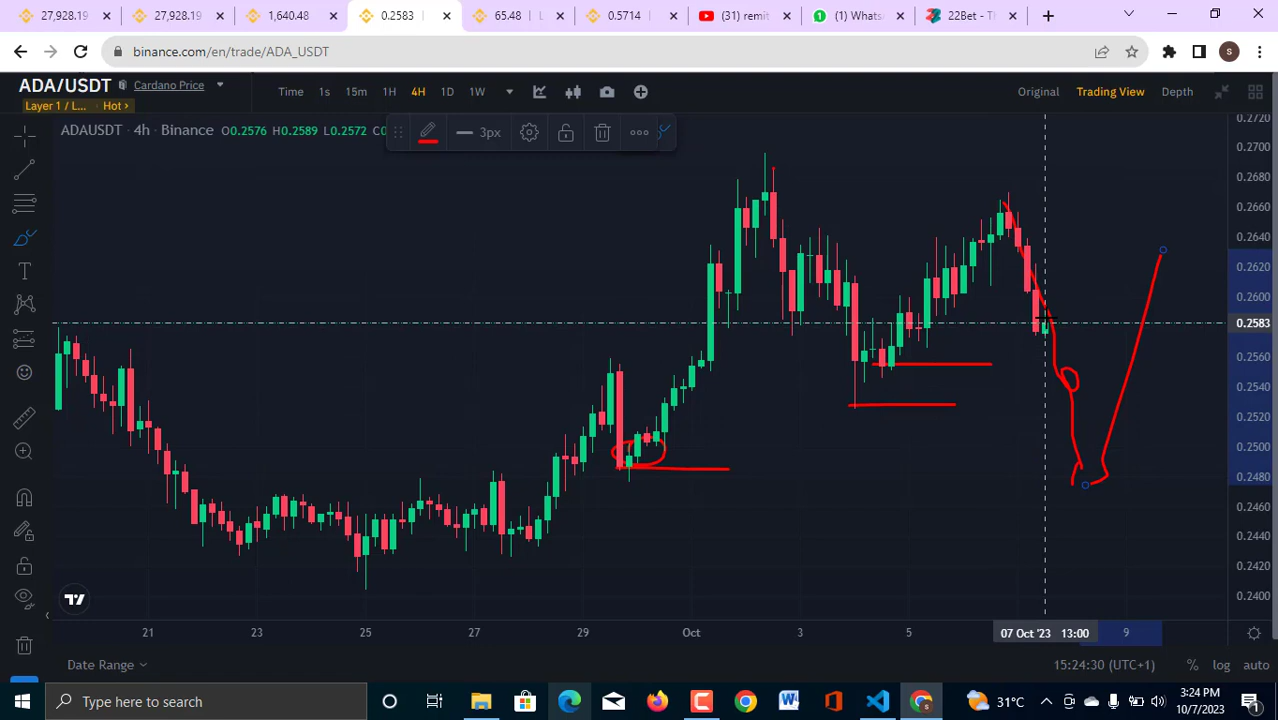 27,928.19
27,928.19
1,640.48
0.2583
65.48
0.5714
(31) remit
(1) Whats
22Bet - Th
binance.com/en/trade/ADA_USDT
S
ADA/USDT Cardano Price
Layer 1 / L... Hot >
Time 1s 15m 1H 4H 1D 1W
Original Trading View Depth
ADAUSDT · 4h · Binance O0.2576 H0.2589 L0.2572 C0
3px
0.2720
0.2700
0.2680
0.2660
0.2640
0.2620
0.2600
0.2583
0.2560
0.2540
0.2520
0.2500
0.2480
0.2460
0.2440
0.2420
0.2400
21 23 25 27 29 Oct 3 5 07 Oct '23 13:00 9
Date Range 15:24:30 (UTC+1) % log auto
Type here to search
31°C
3:24 PM
10/7/2023
1